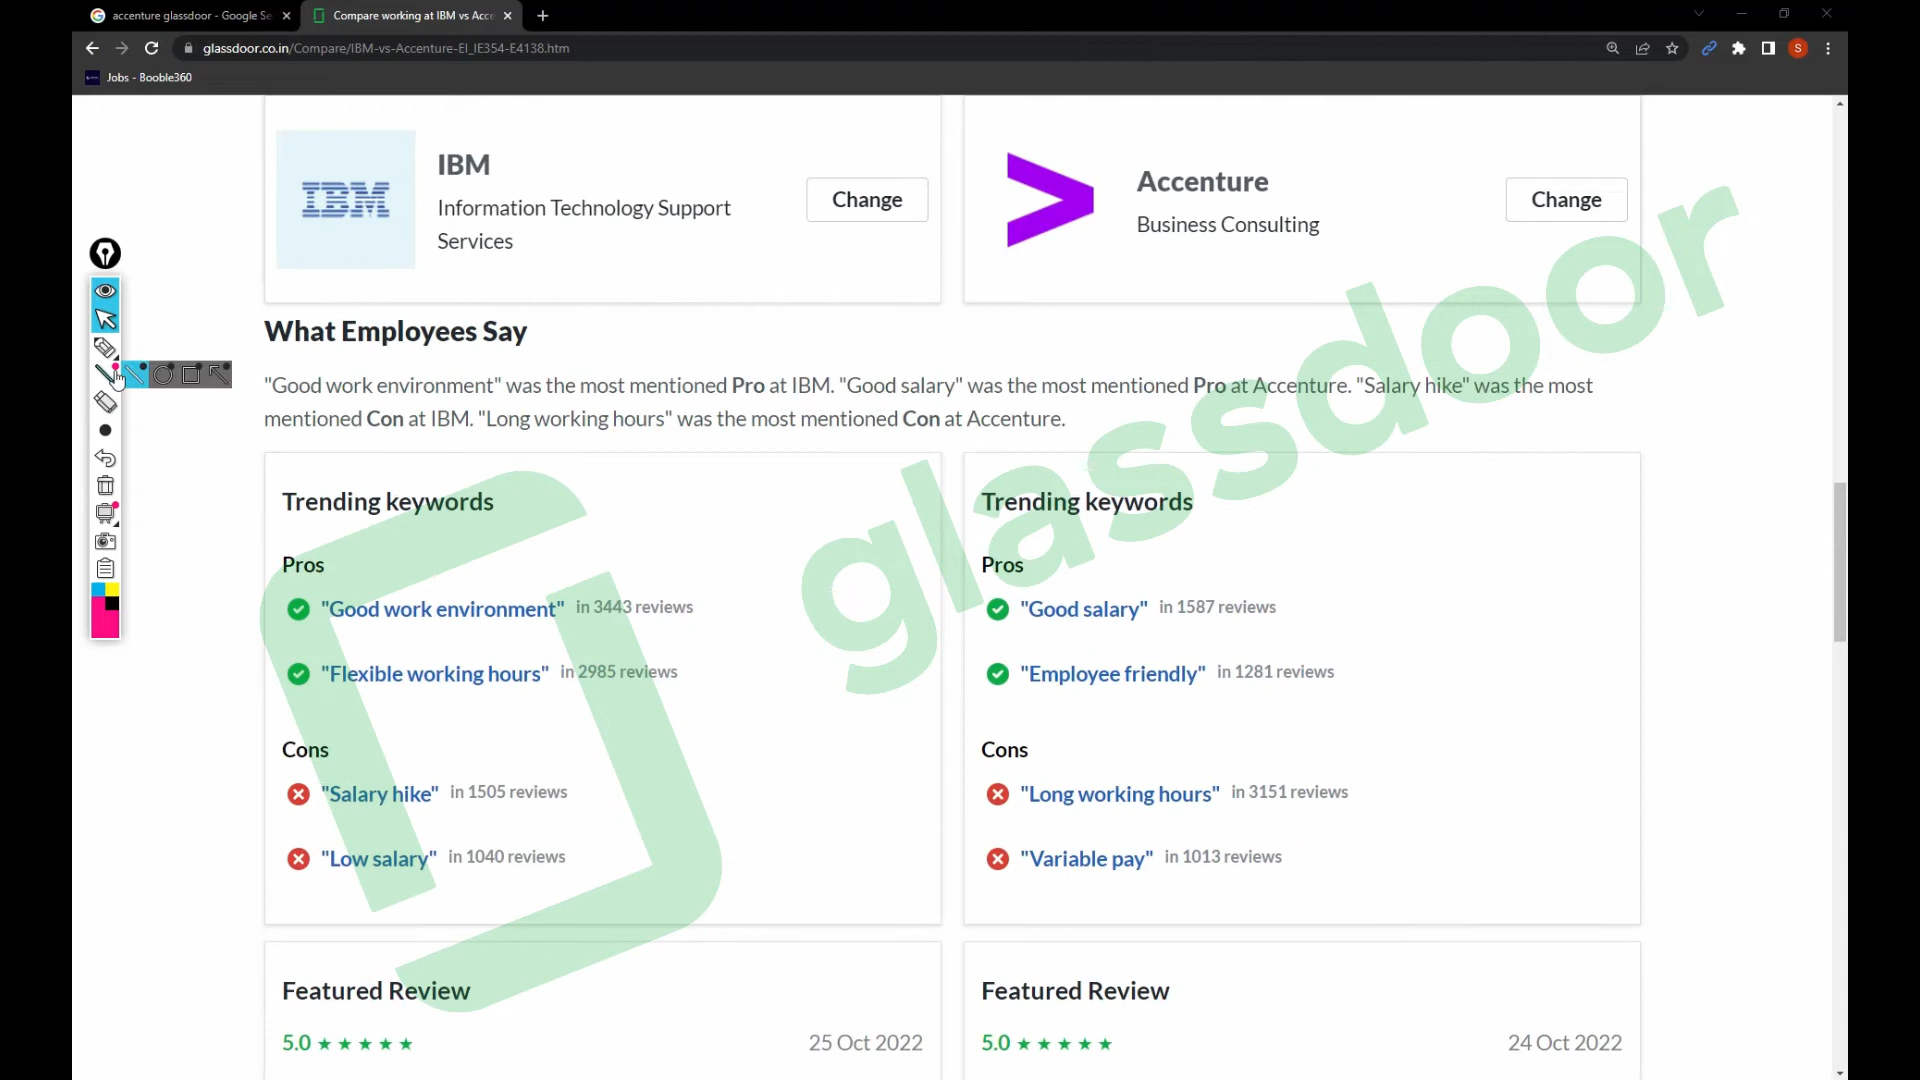 accenture glassdoor - Google Se
Compare working at IBM vs Acce
glassdoor.co.in/Compare/IBM-vs-Accenture-EI_IE354-E4138.htm
S
Jobs - Booble360
IBM
IBM
Information Technology Support
Services
Change
Accenture
Business Consulting
Change
What Employees Say
"Good work environment" was the most mentioned Pro at IBM. "Good salary" was the most mentioned Pro at Accenture. "Salary hike" was the most
mentioned Con at IBM. "Long working hours" was the most mentioned Con at Accenture.
glassdoor
Trending keywords
Pros
"Good work environment" in 3443 reviews
"Flexible working hours" in 2985 reviews
Cons
"Salary hike" in 1505 reviews
"Low salary" in 1040 reviews
Trending keywords
Pros
"Good salary" in 1587 reviews
"Employee friendly" in 1281 reviews
Cons
"Long working hours" in 3151 reviews
"Variable pay" in 1013 reviews
Featured Review
5.0 ★★★★★ 25 Oct 2022
Featured Review
5.0 ★★★★★ 24 Oct 2022